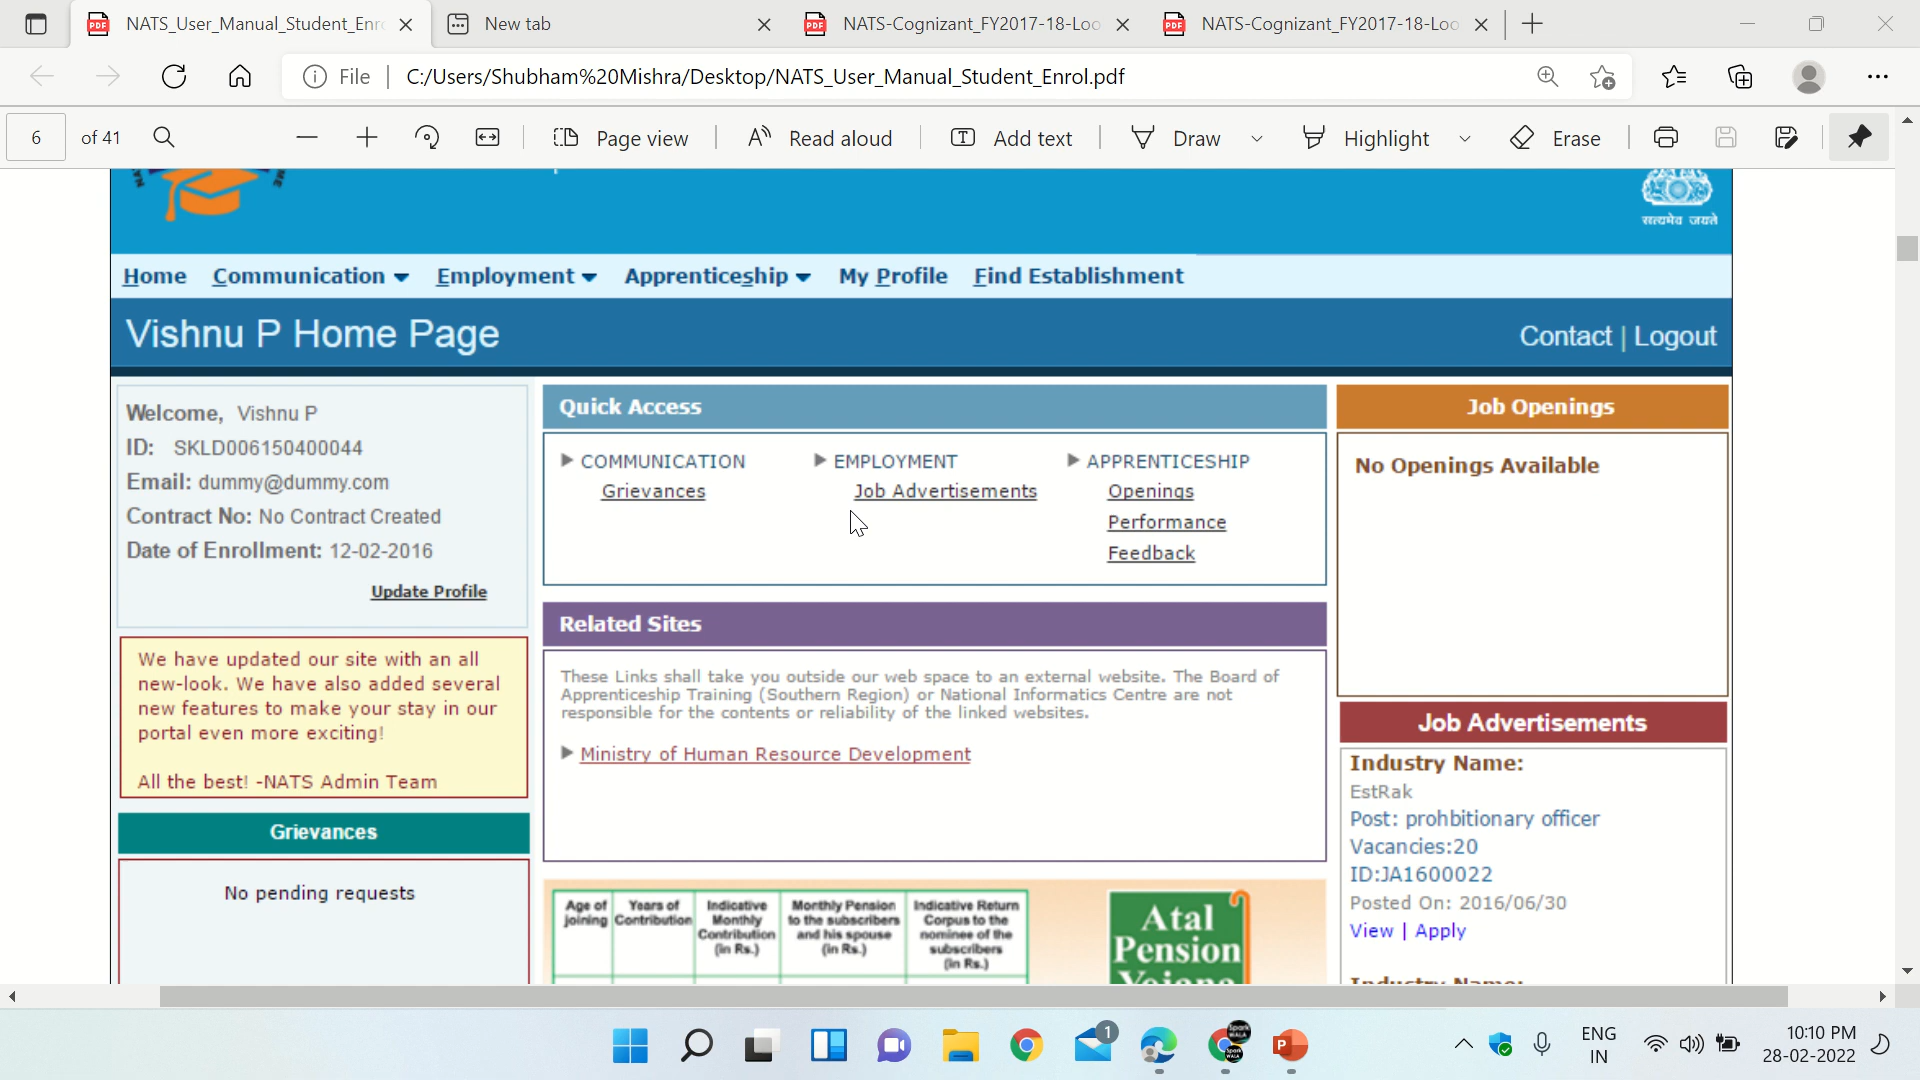 NATS_User_Manual_Student_Enr
New tab
NATS-Cognizant_FY2017-18-Loo
NATS-Cognizant_FY2017-18-Loo
File
C:/Users/Shubham%20Mishra/Desktop/NATS_User_Manual_Student_Enrol.pdf
6 of 41
Page view
Read aloud
Add text
Draw
Highlight
Erase
सत्यमेव जयते
Home Communication Employment Apprenticeship My Profile Find Establishment
Vishnu P Home Page
Contact | Logout
Welcome, Vishnu P
ID: SKLD006150400044
Email: dummy@dummy.com
Contract No: No Contract Created
Date of Enrollment: 12-02-2016
Update Profile
We have updated our site with an all
new-look. We have also added several
new features to make your stay in our
portal even more exciting!
All the best! -NATS Admin Team
Grievances
No pending requests
Quick Access
COMMUNICATION
Grievances
EMPLOYMENT
Job Advertisements
APPRENTICESHIP
Openings
Performance
Feedback
Related Sites
These Links shall take you outside our web space to an external website. The Board of
Apprenticeship Training (Southern Region) or National Informatics Centre are not
responsible for the contents or reliability of the linked websites.
Ministry of Human Resource Development
Age of
joining
Years of
Contribution
Indicative
Monthly
Contribution
(in Rs.)
Monthly Pension
to the subscribers
and his spouse
(in Rs.)
Indicative Return
Corpus to the
nominee of the
subscribers
(in Rs.)
Atal
Pension
Yojana
Job Openings
No Openings Available
Job Advertisements
Industry Name:
EstRak
Post: prohbitionary officer
Vacancies:20
ID:JA1600022
Posted On: 2016/06/30
View | Apply
Industry Name:
1
Spark
WALA
Spark
WALA
ENG
IN
10:10 PM
28-02-2022